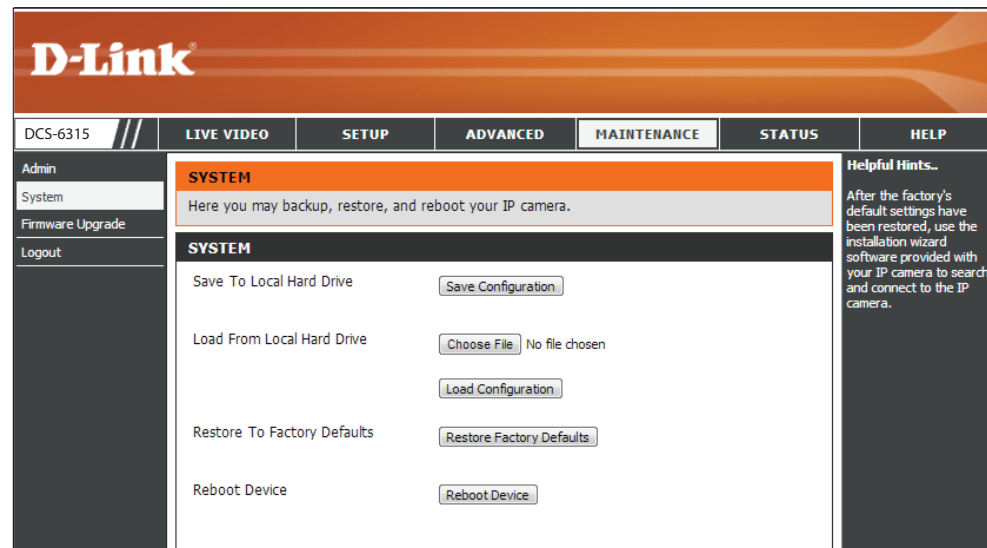 D-Link®
DCS-6315
LIVE VIDEO
SETUP
ADVANCED
MAINTENANCE
STATUS
HELP
Admin
System
Firmware Upgrade
Logout
SYSTEM
Here you may backup, restore, and reboot your IP camera.
SYSTEM
Save To Local Hard Drive
Save Configuration
Load From Local Hard Drive
Choose File No file chosen
Load Configuration
Restore To Factory Defaults
Restore Factory Defaults
Reboot Device
Reboot Device
Helpful Hints..
After the factory's
default settings have
been restored, use the
installation wizard
software provided with
your IP camera to search
and connect to the IP
camera.